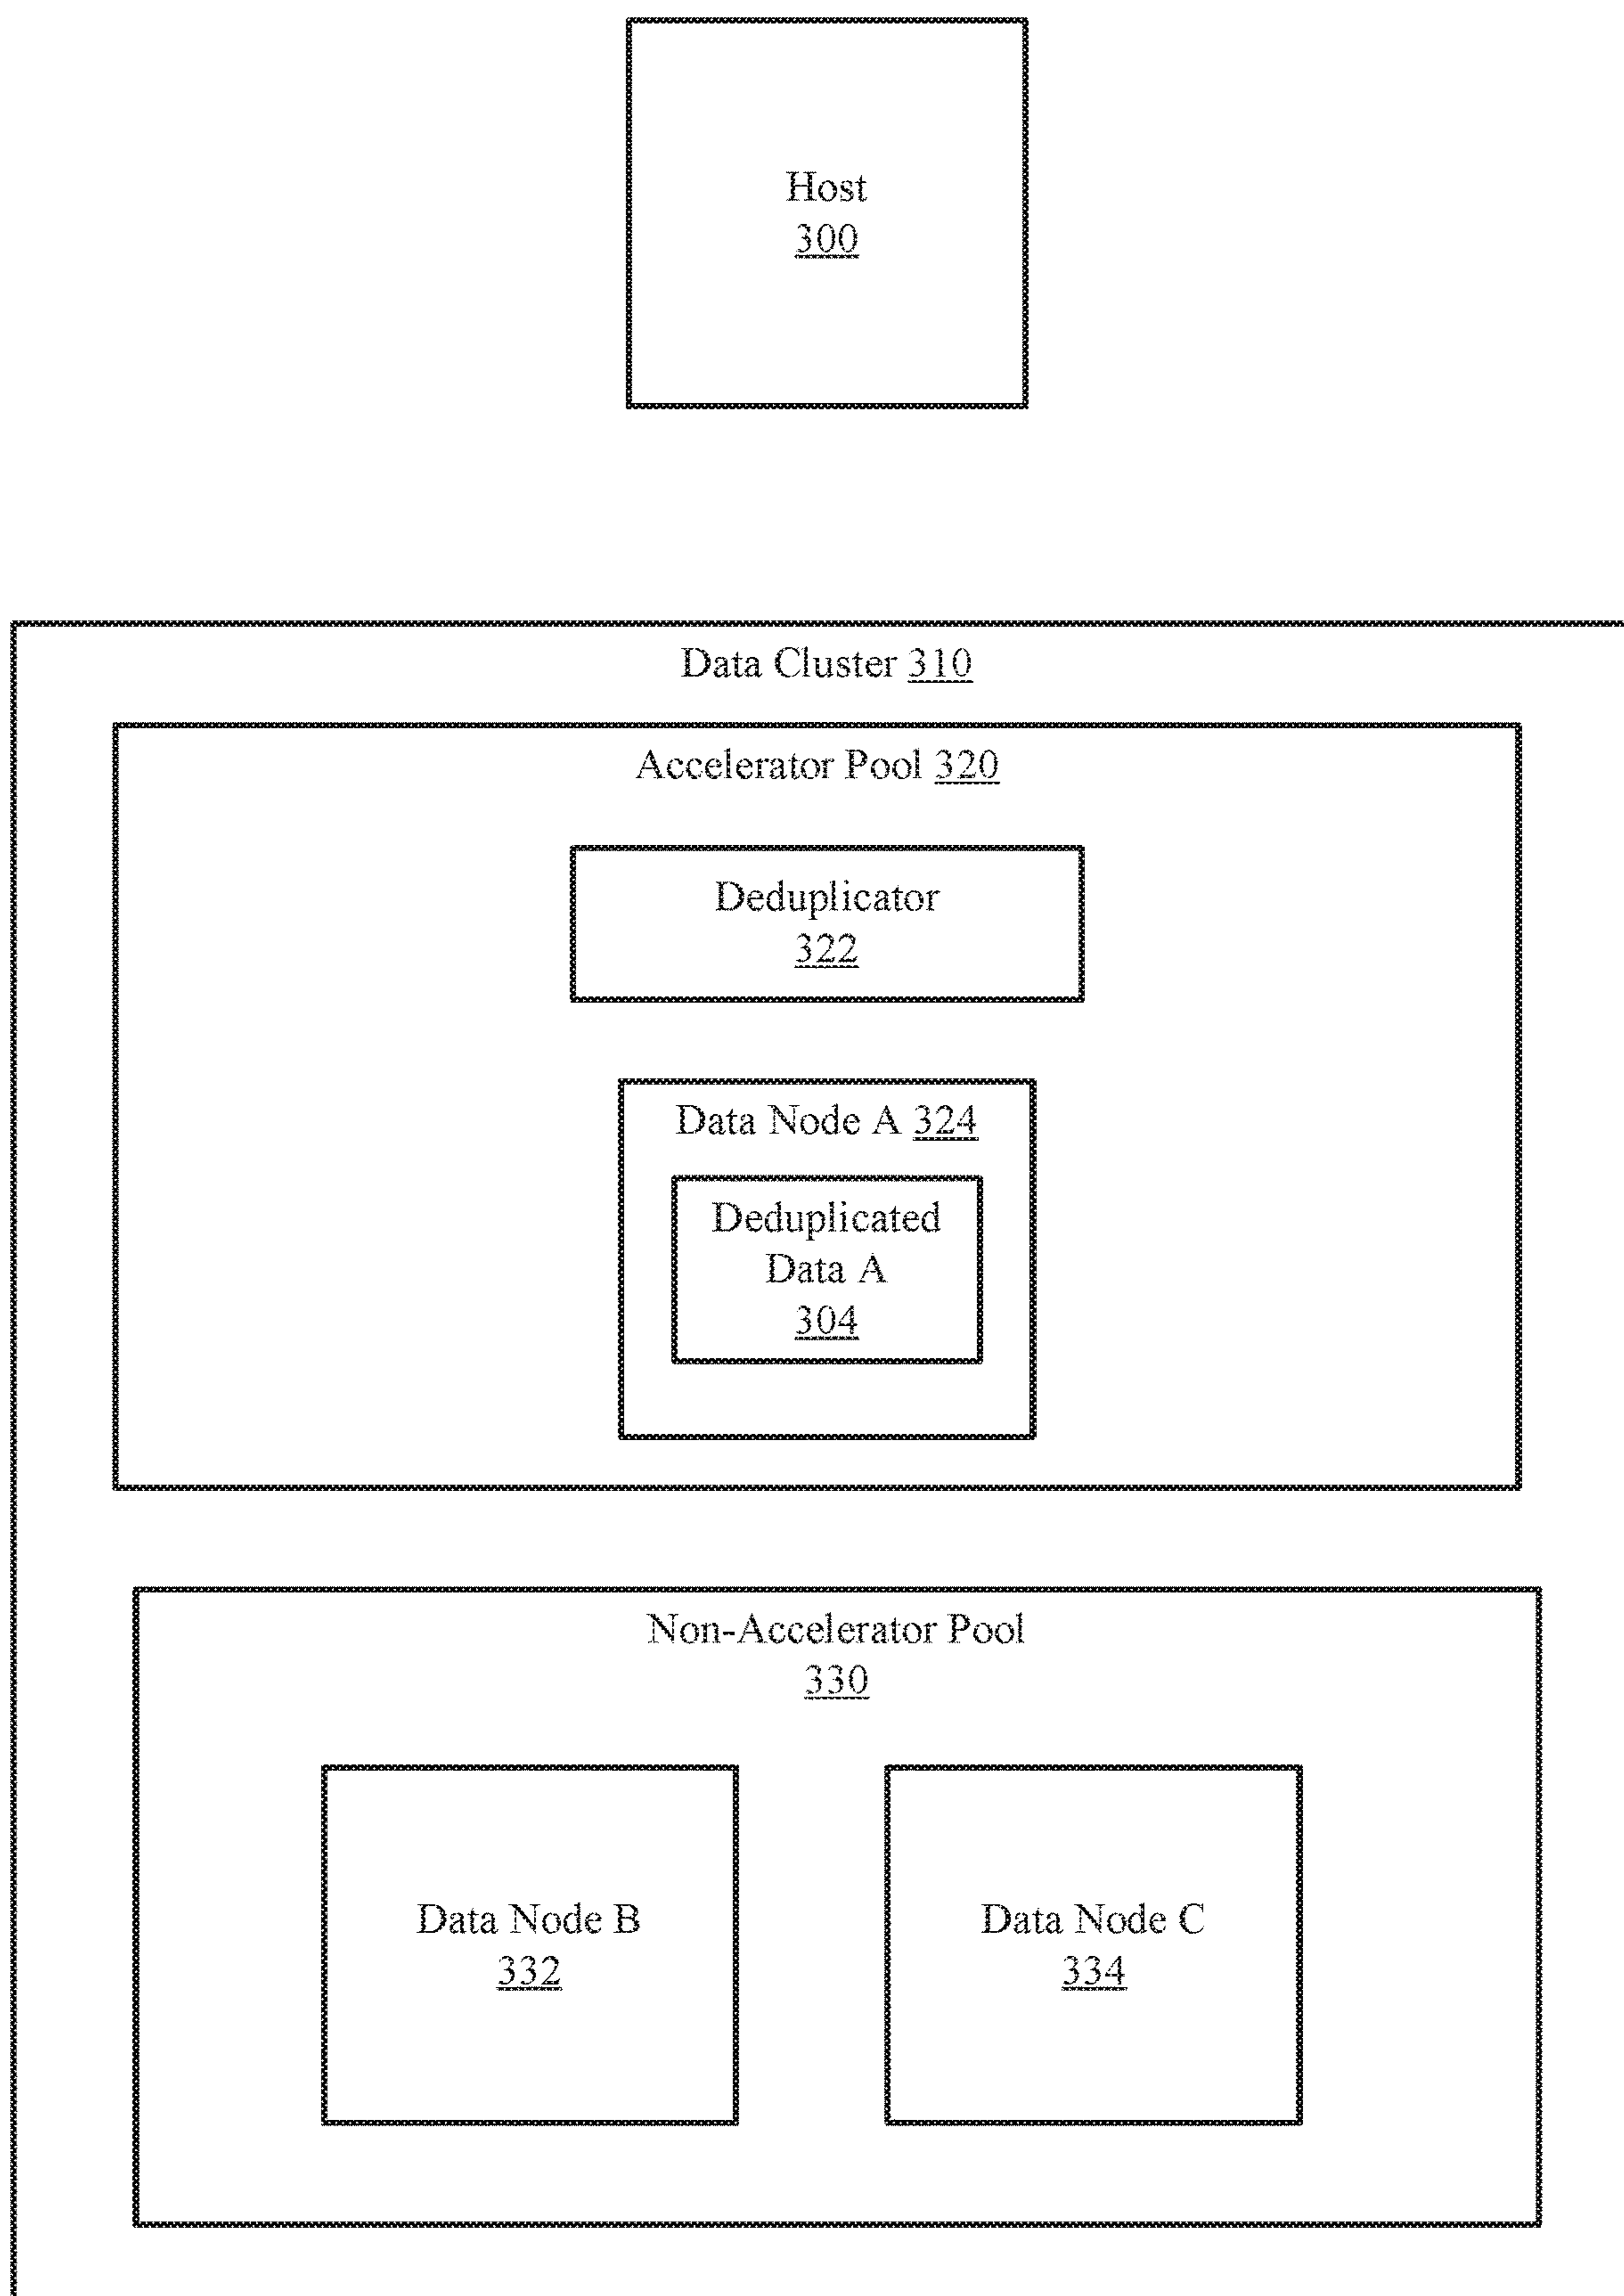 Host
300
Data Cluster 310
Accelerator Pool 320
Deduplicator
322
Data Node A 324
Deduplicated
Data A
304
Non-Accelerator Pool
330
Data Node B
332
Data Node C
334